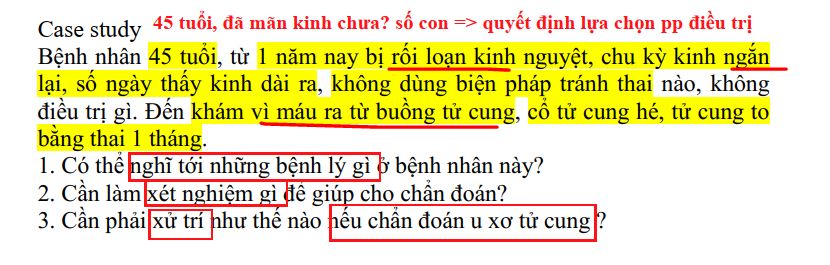 Case study 45 tuổi, đã mãn kinh chưa? số con => quyết định lựa chọn pp điều trị
Bệnh nhân 45 tuổi, từ 1 năm nay bị rối loạn kinh nguyệt, chu kỳ kinh ngắn
lại, số ngày thấy kinh dài ra, không dùng biện pháp tránh thai nào, không
điều trị gì. Đến khám vì máu ra từ buồng tử cung, cổ tử cung hé, tử cung to
bằng thai 1 tháng.
1. Có thể nghĩ tới những bệnh lý gì ở bệnh nhân này?
2. Cần làm xét nghiệm gì để giúp cho chẩn đoán?
3. Cần phải xử trí như thế nào nếu chẩn đoán u xơ tử cung ?